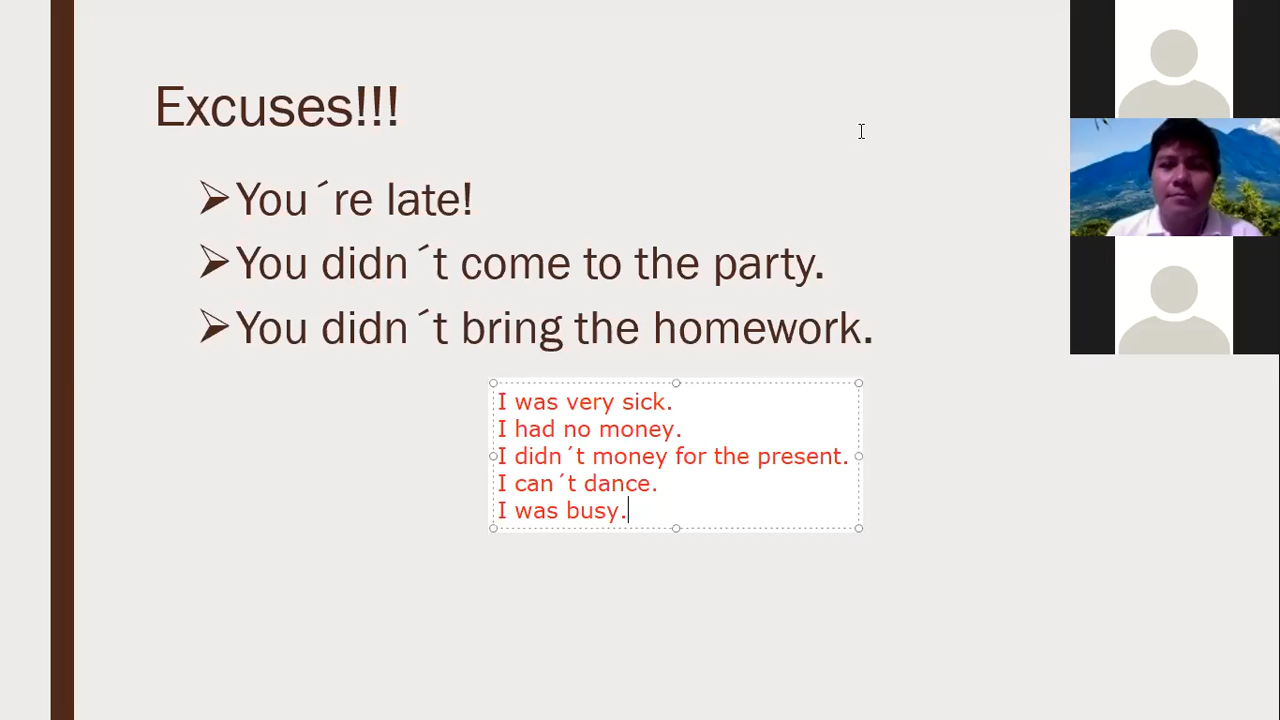 Excuses!!!
You´re late!
You didn´t come to the party.
You didn´t bring the homework.
I was very sick.
I had no money.
I didn´t money for the present.
I can´t dance.
I was busy.